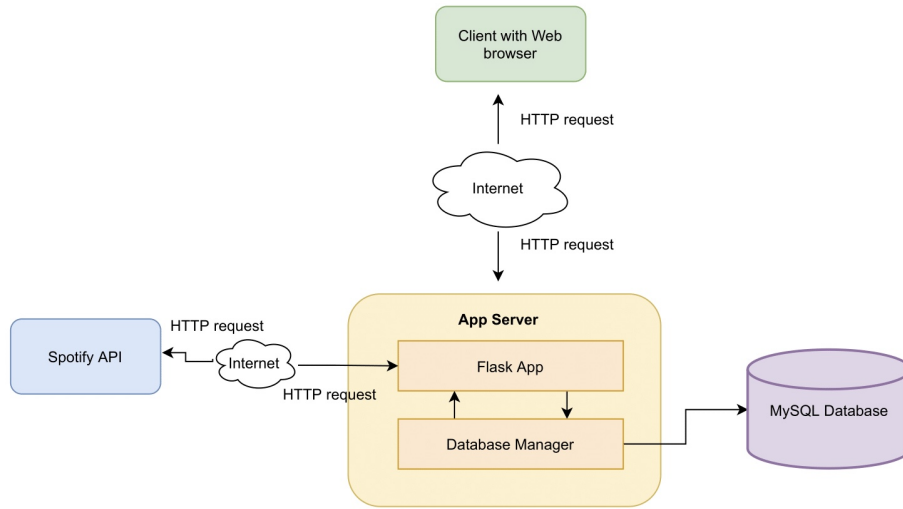 Client with Web
browser
HTTP request
Internet
HTTP request
App Server
HTTP request
Spotify API
Internet
Flask App
HTTP request
MySQL Database
Database Manager